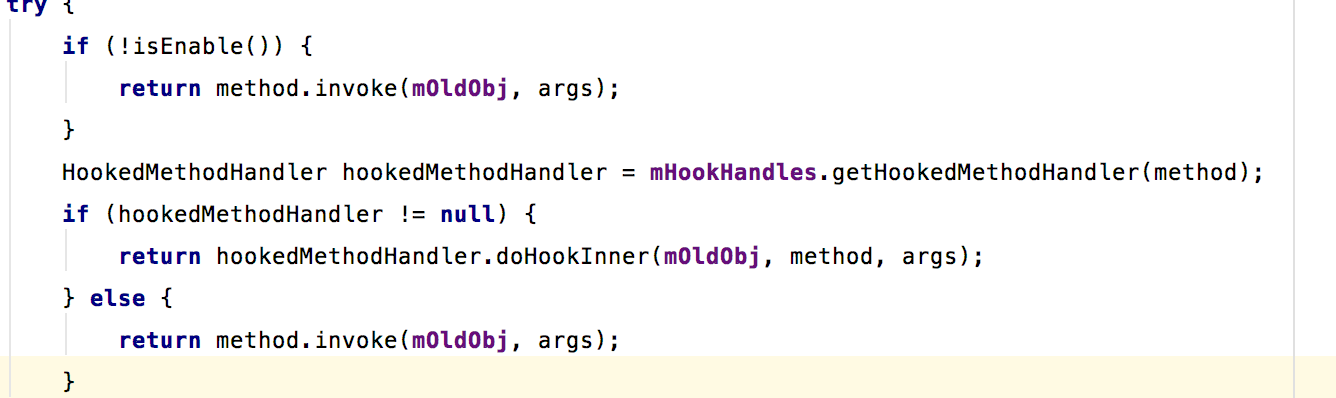 try {
if (!isEnable()) {
return method.invoke(mOldObj, args);
}
HookedMethodHandler hookedMethodHandler = mHookHandles.getHookedMethodHandler(method);
if (hookedMethodHandler != null) {
return hookedMethodHandler.doHookInner(mOldObj, method, args);
} else {
return method.invoke(mOldObj, args);
}